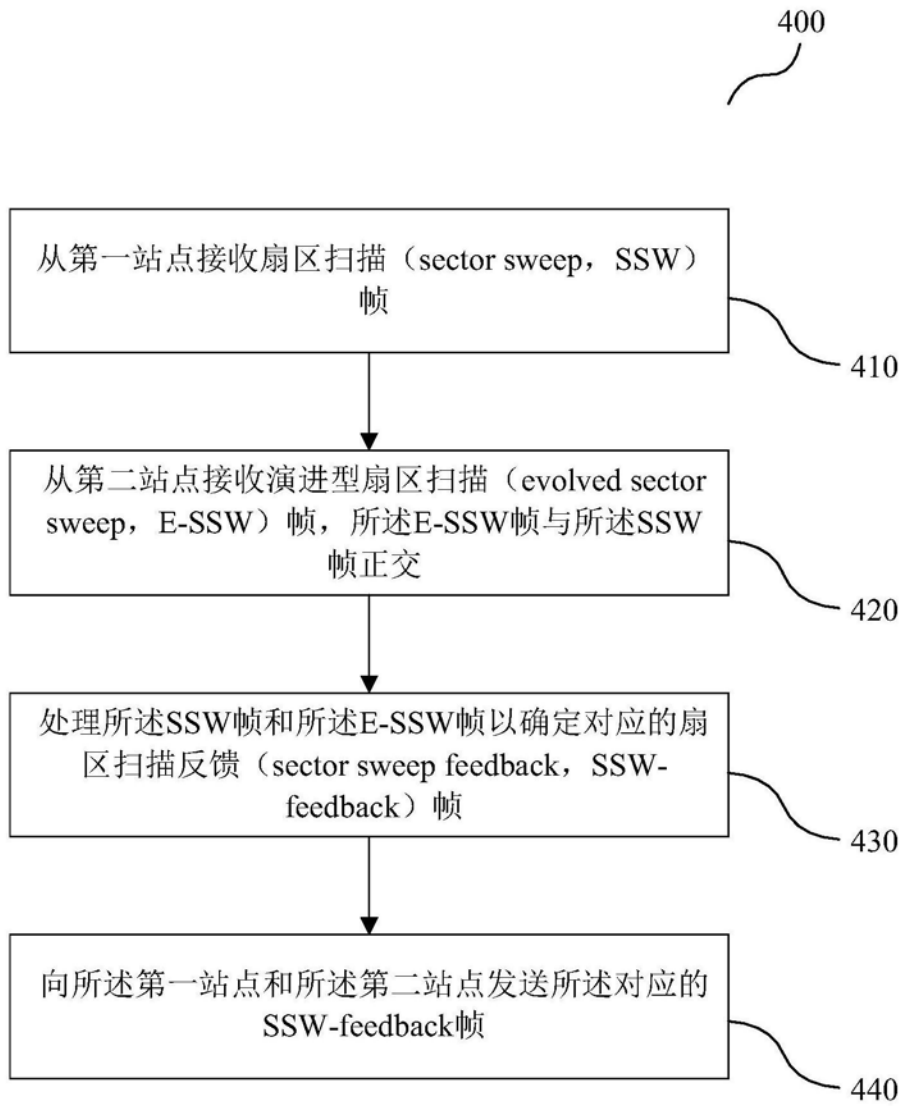 400
从第一站点接收扇区扫描（sector sweep，SSW）
帧
410
从第二站点接收演进型扇区扫描（evolved sector
sweep，E-SSW）帧，所述E-SSW帧与所述SSW
帧正交
420
处理所述SSW帧和所述E-SSW帧以确定对应的扇
区扫描反馈（sector sweep feedback，SSW-
feedback）帧
430
向所述第一站点和所述第二站点发送所述对应的
SSW-feedback帧
440